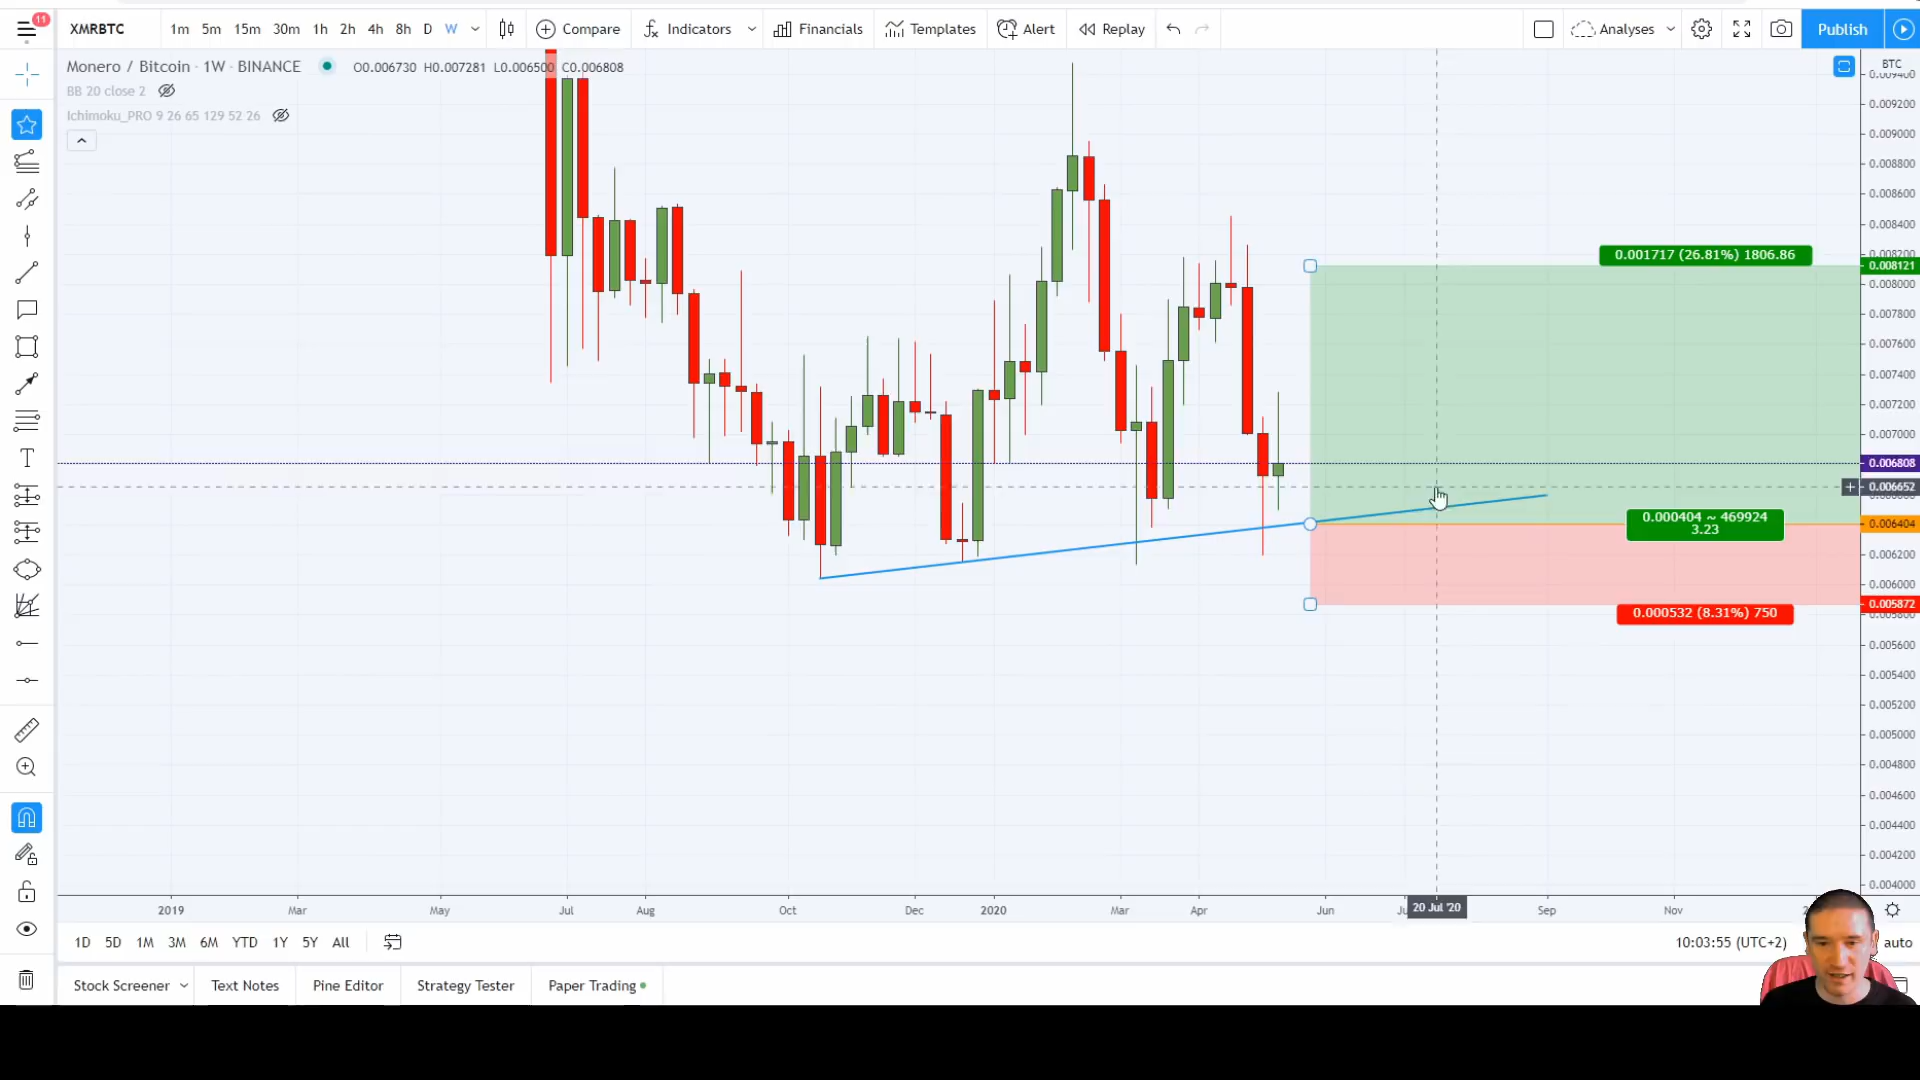 11
XMRBTC
1m 5m 15m 30m 1h 2h 4h 8h D W
Compare
Indicators
Financials
Templates
Alert
Replay
Analyses
Publish
Monero / Bitcoin · 1W · BINANCE O0.006730 H0.007281 L0.006500 C0.006808
BB 20 close 2
Ichimoku_PRO 9 26 65 129 52 26
BTC
0.009400
0.009200
0.009000
0.008800
0.008600
0.008400
0.008200
0.008121
0.008000
0.007800
0.007600
0.007400
0.007200
0.007000
0.006808
0.006652
0.006404
0.006200
0.006000
0.005872
0.005800
0.005600
0.005400
0.005200
0.005000
0.004800
0.004600
0.004400
0.004200
0.004000
0.001717 (26.81%) 1806.86
0.000404 ~ 469924
3.23
0.000532 (8.31%) 750
2019 Mar May Jul Aug Oct Dec 2020 Mar Apr Jun 20 Jul '20 Sep Nov
1D 5D 1M 3M 6M YTD 1Y 5Y All
10:03:55 (UTC+2)
auto
Stock Screener
Text Notes
Pine Editor
Strategy Tester
Paper Trading